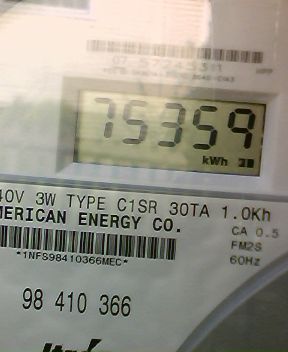 75359
kWh
40V 3W TYPE C1SR 30TA 1.0Kh
MERICAN ENERGY CO.
CA 0.5
FM2S
*1NFS98410366MEC*
60Hz
98 410 366